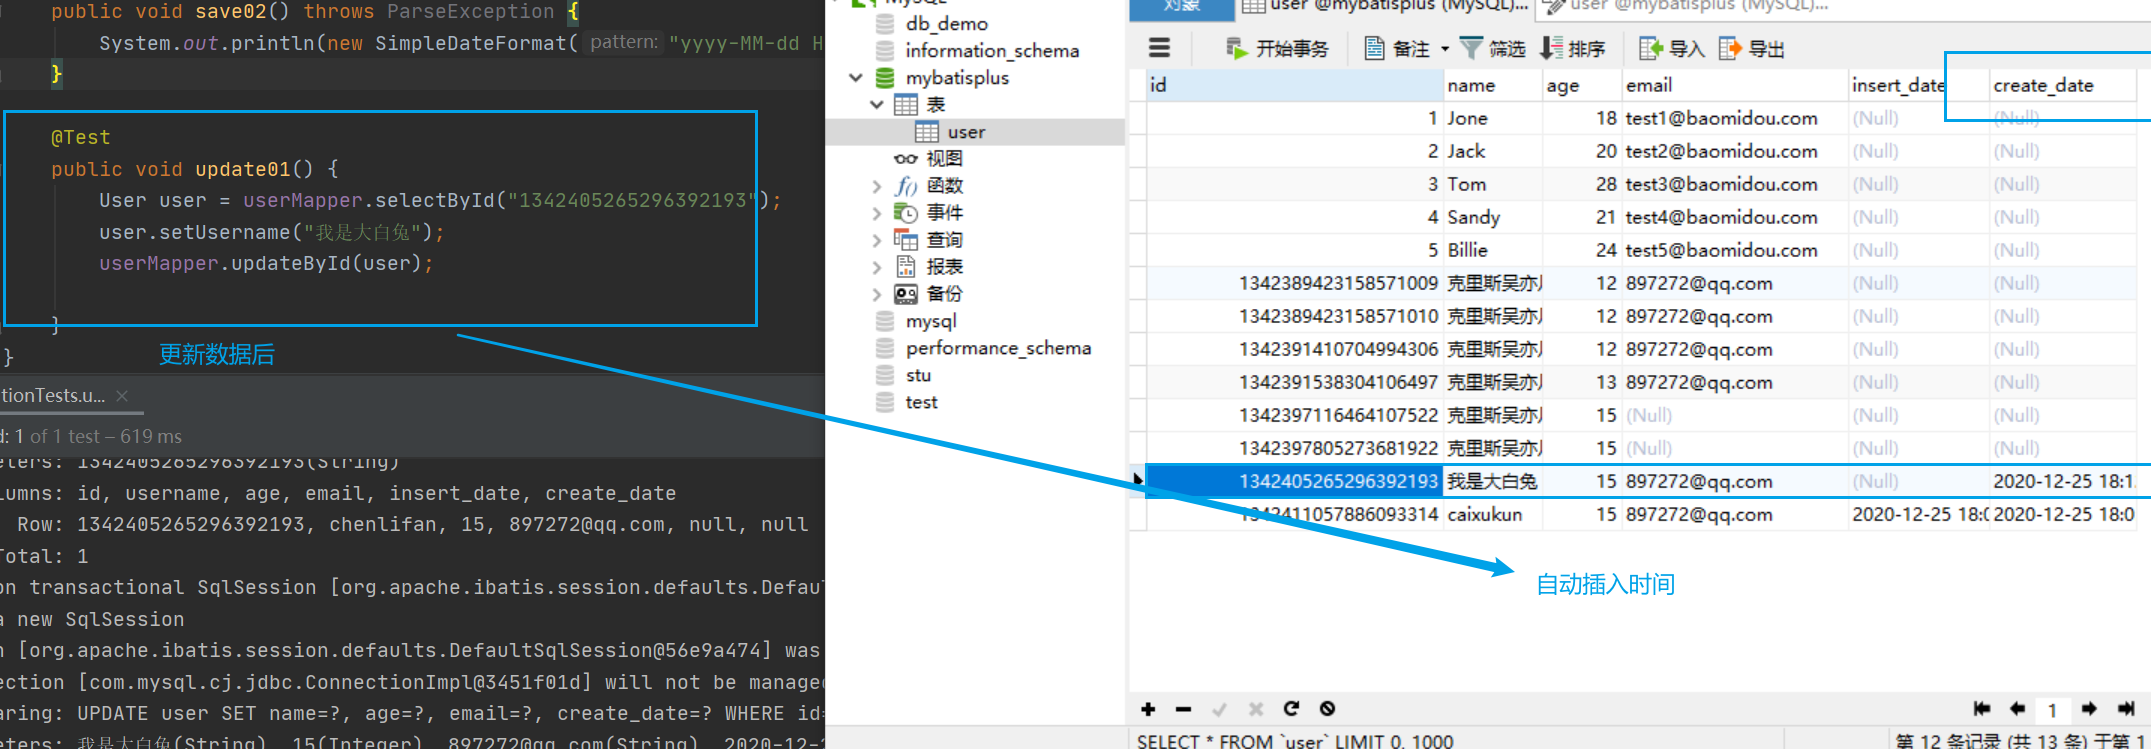 public void save02() throws ParseException {
System.out.println(new SimpleDateFormat( pattern: "yyyy-MM-dd H
}
@Test
public void update01() {
User user = userMapper.selectById("1342405265296392193");
user.setUsername("我是大白兔");
userMapper.updateById(user);
}
更新数据后
}
tionTests.u...
d: 1 of 1 test – 619 ms
eters: 1342405265296392193(String)
lumns: id, username, age, email, insert_date, create_date
Row: 1342405265296392193, chenlifan, 15, 897272@qq.com, null, null
Total: 1
on transactional SqlSession [org.apache.ibatis.session.defaults.Defau
a new SqlSession
n [org.apache.ibatis.session.defaults.DefaultSqlSession@56e9a474] was
ection [com.mysql.cj.jdbc.ConnectionImpl@3451f01d] will not be managed
aring: UPDATE user SET name=?, age=?, email=?, create_date=? WHERE id=
eters: 我是大白兔(String), 15(Integer), 897272@qq.com(String), 2020-12-2
MySQL
db_demo
information_schema
mybatisplus
表
user
视图
函数
事件
查询
报表
备份
mysql
performance_schema
stu
test
对象 user @mybatisplus (MySQL)... user @mybatisplus (MySQL)...
开始事务 备注 筛选 排序 导入 导出
id name age email insert_date create_date
1 Jone 18 test1@baomidou.com (Null) (Null)
2 Jack 20 test2@baomidou.com (Null) (Null)
3 Tom 28 test3@baomidou.com (Null) (Null)
4 Sandy 21 test4@baomidou.com (Null) (Null)
5 Billie 24 test5@baomidou.com (Null) (Null)
1342389423158571009 克里斯吴亦 12 897272@qq.com (Null) (Null)
1342389423158571010 克里斯吴亦 12 897272@qq.com (Null) (Null)
1342391410704994306 克里斯吴亦 12 897272@qq.com (Null) (Null)
1342391538304106497 克里斯吴亦 13 897272@qq.com (Null) (Null)
1342397116464107522 克里斯吴亦 15 (Null) (Null) (Null)
1342397805273681922 克里斯吴亦 15 (Null) (Null) (Null)
1342405265296392193 我是大白兔 15 897272@qq.com (Null) 2020-12-25 18:1
1342411057886093314 caixukun 15 897272@qq.com 2020-12-25 18:0 2020-12-25 18:0
自动插入时间
1
SELECT * FROM `user` LIMIT 0, 1000 第 12 条记录 (共 13 条) 于第 1